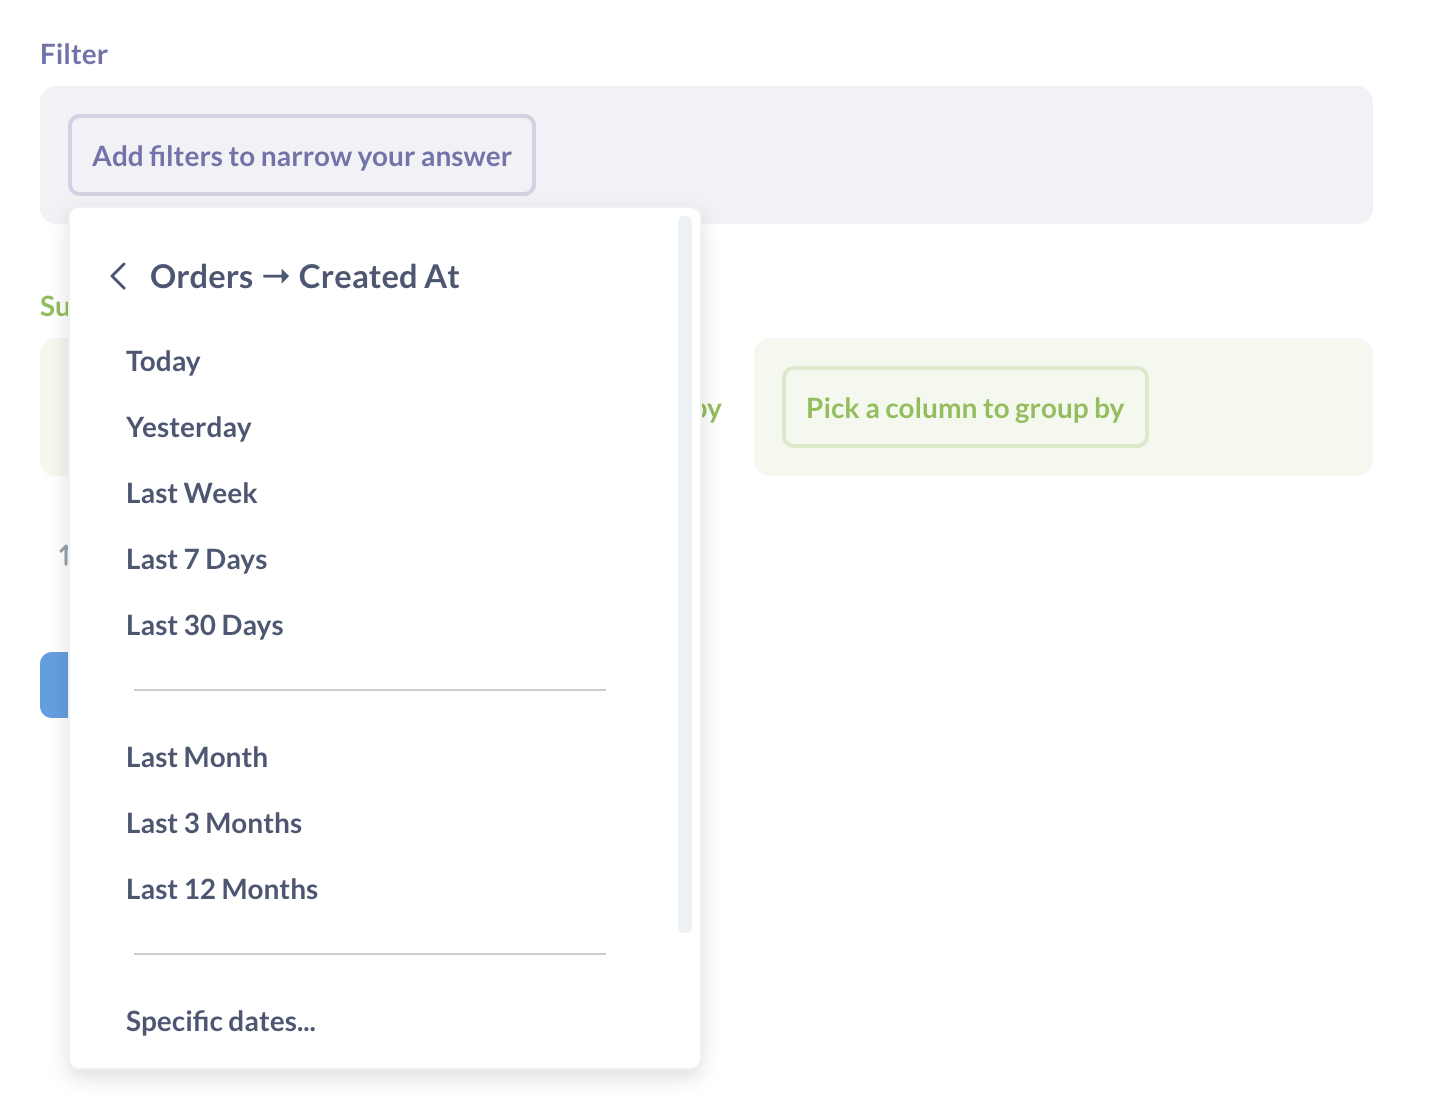 Filter
Add filters to narrow your answer
Orders → Created At
Su
Today
by
Pick a column to group by
Yesterday
Last Week
Last 7 Days
Last 30 Days
Last Month
Last 3 Months
Last 12 Months
Specific dates...